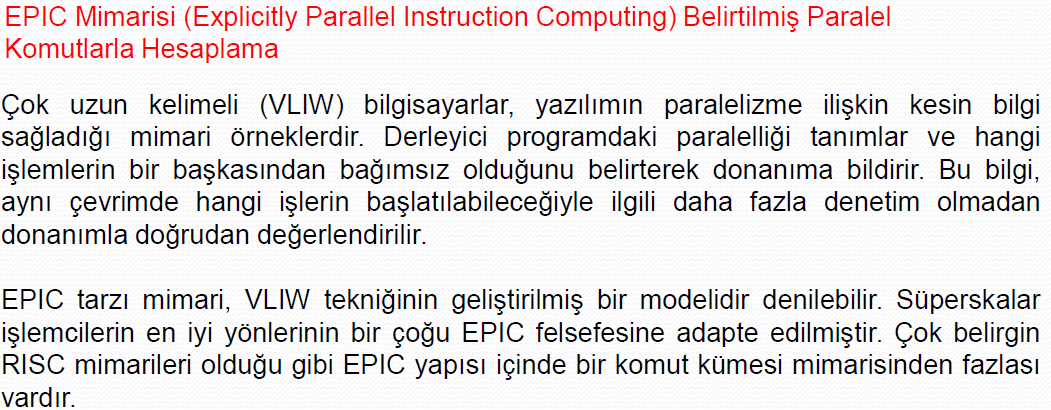 EPIC Mimarisi (Explicitly Parallel Instruction Computing) Belirtilmiş Paralel
Komutlarla Hesaplama
Çok uzun kelimeli (VLIW) bilgisayarlar, yazılımın paralelizme ilişkin kesin bilgi
sağladığı mimari örneklerdir. Derleyici programdaki paralelliği tanımlar ve hangi
işlemlerin bir başkasından bağımsız olduğunu belirterek donanıma bildirir. Bu bilgi,
aynı çevrimde hangi işlerin başlatılabileceğiyle ilgili daha fazla denetim olmadan
donanımla doğrudan değerlendirilir.
EPIC tarzı mimari, VLIW tekniğinin geliştirilmiş bir modelidir denilebilir. Süperskalar
işlemcilerin en iyi yönlerinin bir çoğu EPIC felsefesine adapte edilmiştir. Çok belirgin
RISC mimarileri olduğu gibi EPIC yapısı içinde bir komut kümesi mimarisinden fazlası
vardır.